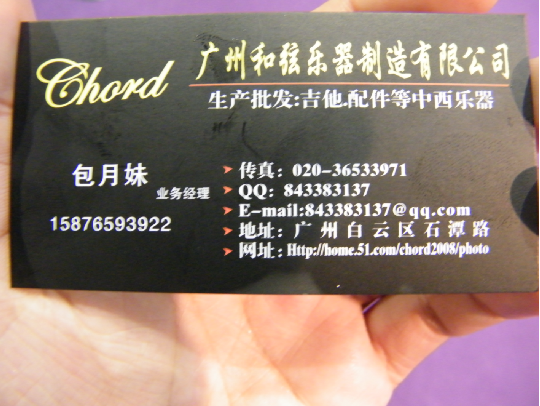 Chord
广州和弦乐器制造有限公司
生产批发:吉他.配件等中西乐器
包月妹
业务经理
15876593922
传真: 020-36533971
QQ: 843383137
E-mail:843383137@qq.com
地址: 广州白云区石潭路
网址: Http://home.51.com/chord2008/photo